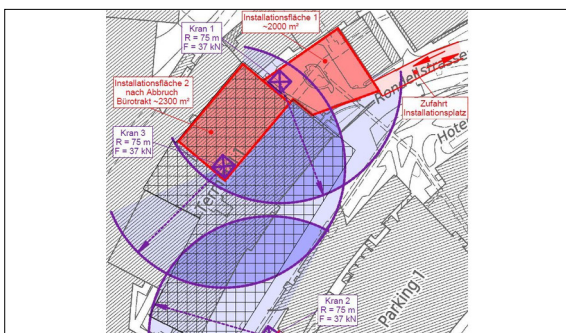 Kran 1
R = 75 m
F = 37 kN
Installationsfläche 1
~2000 m²
Installationsfläche 2
nach Abbruch
Bürotrakt ~2300 m²
Rondellstrasse
Zufahrt
Installationsplatz
Hote
Kran 3
R = 75 m
F = 37 kN
Parking 1
Kran 2
R = 75 m
F = 37 kN